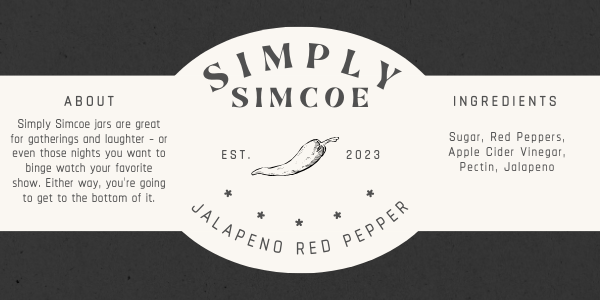 SIMPLY
SIMCOE
EST.
2023
JALAPENO RED PEPPER
ABOUT
Simply Simcoe jars are great
for gatherings and laughter - or
even those nights you want to
binge watch your favorite
show. Either way, you're going
to get to the bottom of it.
INGREDIENTS
Sugar, Red Peppers,
Apple Cider Vinegar,
Pectin, Jalapeno